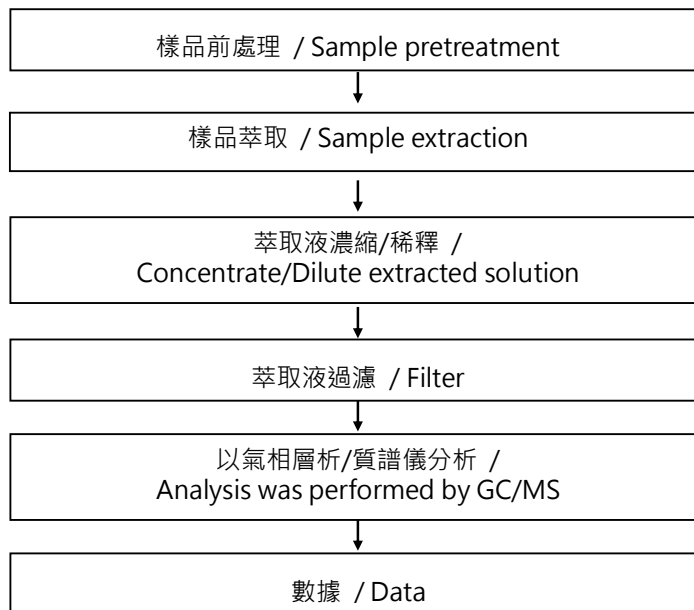 樣品前處理 / Sample pretreatment
樣品萃取 / Sample extraction
萃取液濃縮/稀釋 /
Concentrate/Dilute extracted solution
萃取液過濾 / Filter
以氣相層析/質譜儀分析 /
Analysis was performed by GC/MS
數據 / Data